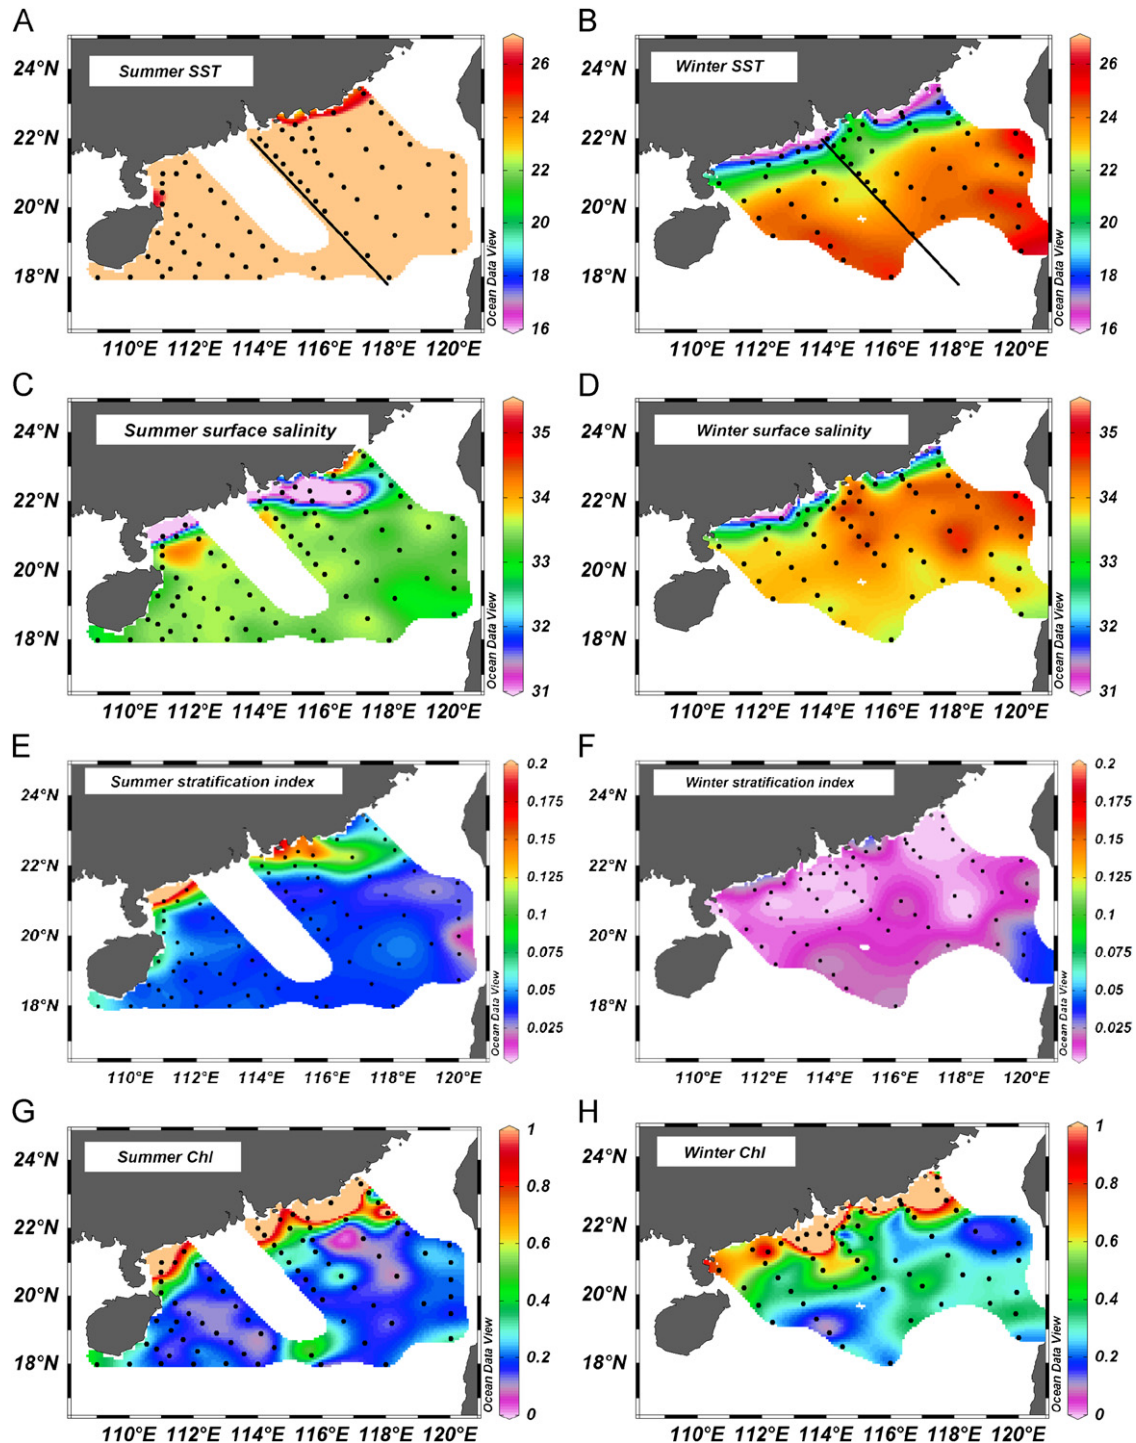 A
B
Summer SST
Winter SST
24°N
22°N
20°N
18°N
110°E 112°E 114°E 116°E 118°E 120°E
26
24
22
20
18
16
Ocean Data View
24°N
22°N
20°N
18°N
110°E 112°E 114°E 116°E 118°E 120°E
26
24
22
20
18
16
Ocean Data View
C
D
Summer surface salinity
Winter surface salinity
24°N
22°N
20°N
18°N
110°E 112°E 114°E 116°E 118°E 120°E
35
34
33
32
31
Ocean Data View
24°N
22°N
20°N
18°N
110°E 112°E 114°E 116°E 118°E 120°E
35
34
33
32
31
Ocean Data View
E
F
Summer stratification index
Winter stratification index
24°N
22°N
20°N
18°N
110°E 112°E 114°E 116°E 118°E 120°E
0.2
0.175
0.15
0.125
0.1
0.075
0.05
0.025
Ocean Data View
24°N
22°N
20°N
18°N
110°E 112°E 114°E 116°E 118°E 120°E
0.2
0.175
0.15
0.125
0.1
0.075
0.05
0.025
Ocean Data View
G
H
Summer Chl
Winter Chl
24°N
22°N
20°N
18°N
110°E 112°E 114°E 116°E 118°E 120°E
1
0.8
0.6
0.4
0.2
0
Ocean Data View
24°N
22°N
20°N
18°N
110°E 112°E 114°E 116°E 118°E 120°E
1
0.8
0.6
0.4
0.2
0
Ocean Data View